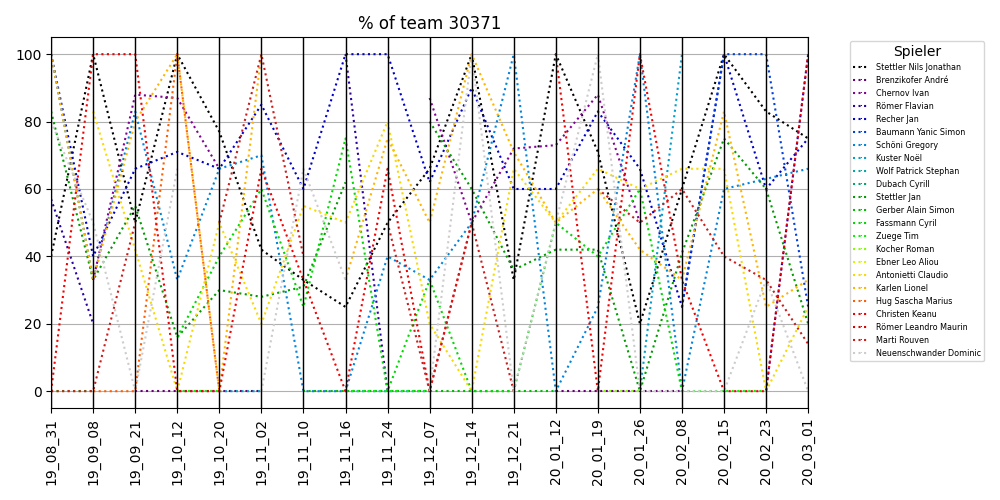 % of team 30371
100
80
60
40
20
0
19_08_31
19_09_08
19_09_21
19_10_12
19_10_20
19_11_02
19_11_10
19_11_16
19_11_24
19_12_07
19_12_14
19_12_21
20_01_12
20_01_19
20_01_26
20_02_08
20_02_15
20_02_23
20_03_01
Spieler
Stettler Nils Jonathan
Brenzikofer André
Chernov Ivan
Römer Flavian
Recher Jan
Baumann Yanic Simon
Schöni Gregory
Kuster Noël
Wolf Patrick Stephan
Dubach Cyrill
Stettler Jan
Gerber Alain Simon
Fassmann Cyril
Zuege Tim
Kocher Roman
Ebner Leo Aliou
Antonietti Claudio
Karlen Lionel
Hug Sascha Marius
Christen Keanu
Römer Leandro Maurin
Marti Rouven
Neuenschwander Dominic